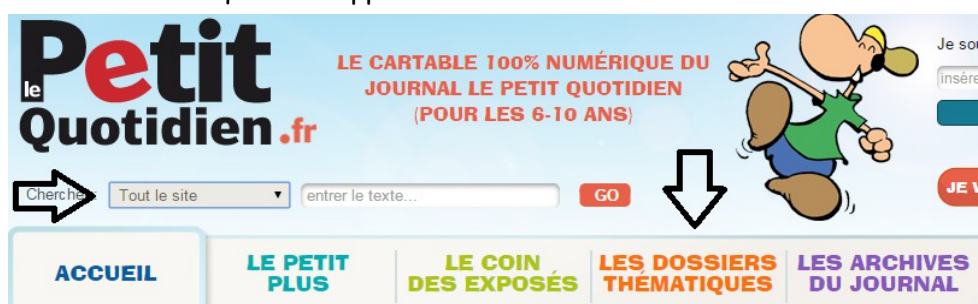 le Petit
Quotidien.fr
LE CARTABLE 100% NUMÉRIQUE DU
JOURNAL LE PETIT QUOTIDIEN
(POUR LES 6-10 ANS)
Je
Tout le site
entrer le texte...
GO
ACCUEIL
LE PETIT
PLUS
LE COIN
DES EXPOSÉS
LES DOSSIERS
THÉMATIQUES
LES ARCHIVES
DU JOURNAL